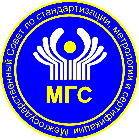 Межгосударственный Совет по стандартизации, метрологии и сертификации
МГС